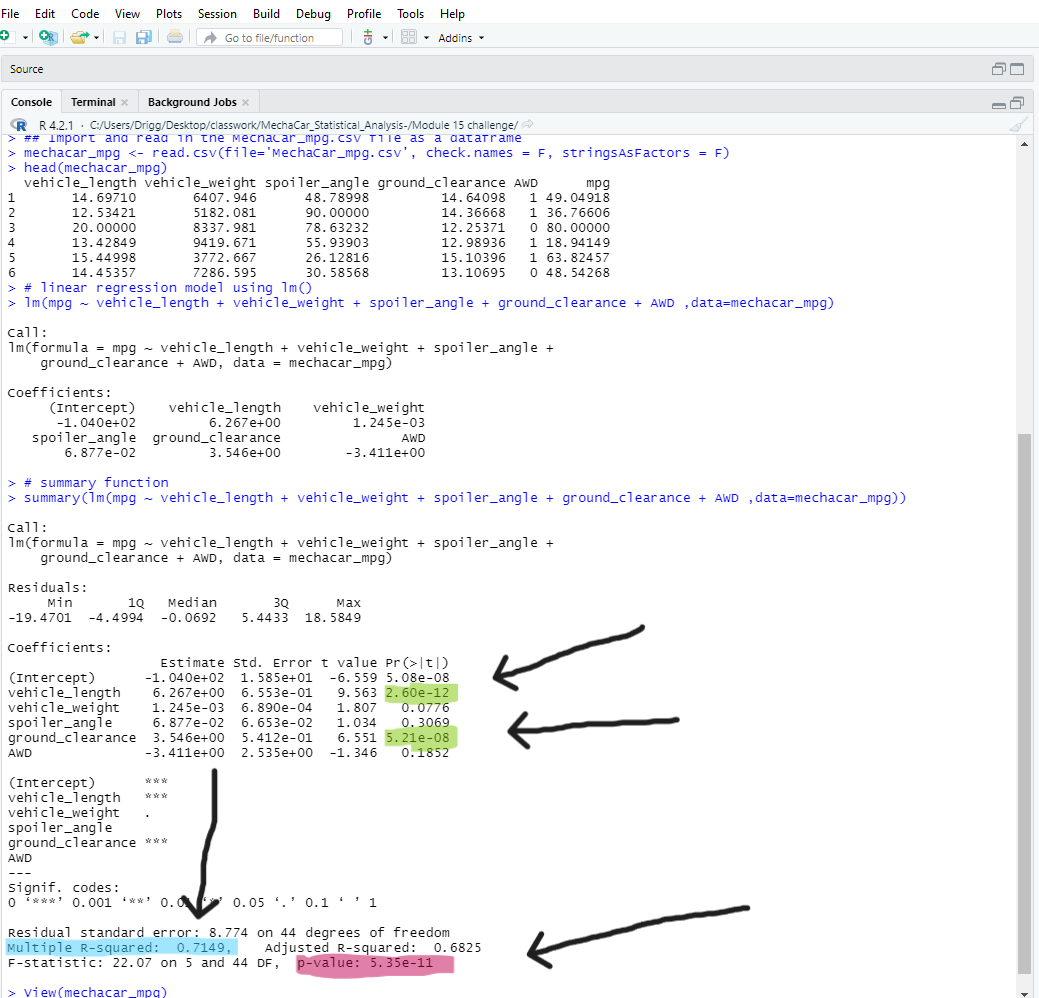 File Edit Code View Plots Session Build Debug Profile Tools Help
Go to file/function Addins
Source
Console Terminal Background Jobs
R R 4.2.1 · C:/Users/Drigg/Desktop/classwork/MechaCar_Statistical_Analysis-/Module 15 challenge/
> ## Import and read in the MechaCar_mpg.csv file as a dataframe
> mechacar_mpg <- read.csv(file='MechaCar_mpg.csv', check.names = F, stringsAsFactors = F)
> head(mechacar_mpg)
vehicle_length vehicle_weight spoiler_angle ground_clearance AWD mpg
1 14.69710 6407.946 48.78998 14.64098 1 49.04918
2 12.53421 5182.081 90.00000 14.36668 1 36.76606
3 20.00000 8337.981 78.63232 12.25371 0 80.00000
4 13.42849 9419.671 55.93903 12.98936 1 18.94149
5 15.44998 3772.667 26.12816 15.10396 1 63.82457
6 14.45357 7286.595 30.58568 13.10695 0 48.54268
> # linear regression model using lm()
> lm(mpg ~ vehicle_length + vehicle_weight + spoiler_angle + ground_clearance + AWD ,data=mechacar_mpg)
Call:
lm(formula = mpg ~ vehicle_length + vehicle_weight + spoiler_angle +
ground_clearance + AWD, data = mechacar_mpg)
Coefficients:
(Intercept) vehicle_length vehicle_weight
-1.040e+02 6.267e+00 1.245e-03
spoiler_angle ground_clearance AWD
6.877e-02 3.546e+00 -3.411e+00
> # summary function
> summary(lm(mpg ~ vehicle_length + vehicle_weight + spoiler_angle + ground_clearance + AWD ,data=mechacar_mpg))
Call:
lm(formula = mpg ~ vehicle_length + vehicle_weight + spoiler_angle +
ground_clearance + AWD, data = mechacar_mpg)
Residuals:
Min 1Q Median 3Q Max
-19.4701 -4.4994 -0.0692 5.4433 18.5849
Coefficients:
Estimate Std. Error t value Pr(>|t|)
(Intercept) -1.040e+02 1.585e+01 -6.559 5.08e-08
vehicle_length 6.267e+00 6.553e-01 9.563 2.60e-12
vehicle_weight 1.245e-03 6.890e-04 1.807 0.0776
spoiler_angle 6.877e-02 6.653e-02 1.034 0.3069
ground_clearance 3.546e+00 5.412e-01 6.551 5.21e-08
AWD -3.411e+00 2.535e+00 -1.346 0.1852
(Intercept) ***
vehicle_length ***
vehicle_weight .
spoiler_angle
ground_clearance ***
AWD
---
Signif. codes:
0 ‘***’ 0.001 ‘**’ 0.05 ‘.’ 0.1 ‘ ’ 1
Residual standard error: 8.774 on 44 degrees of freedom
Multiple R-squared: 0.7149, Adjusted R-squared: 0.6825
F-statistic: 22.07 on 5 and 44 DF, p-value: 5.35e-11
> View(mechacar_mpg)